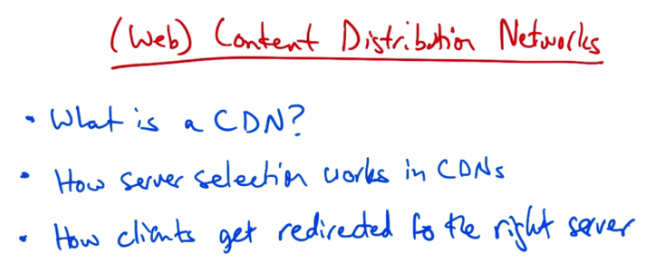 (Web) Content Distribution Networks
• What is a CDN?
• How server selection works in CDNs
• How clients get redirected to the right server